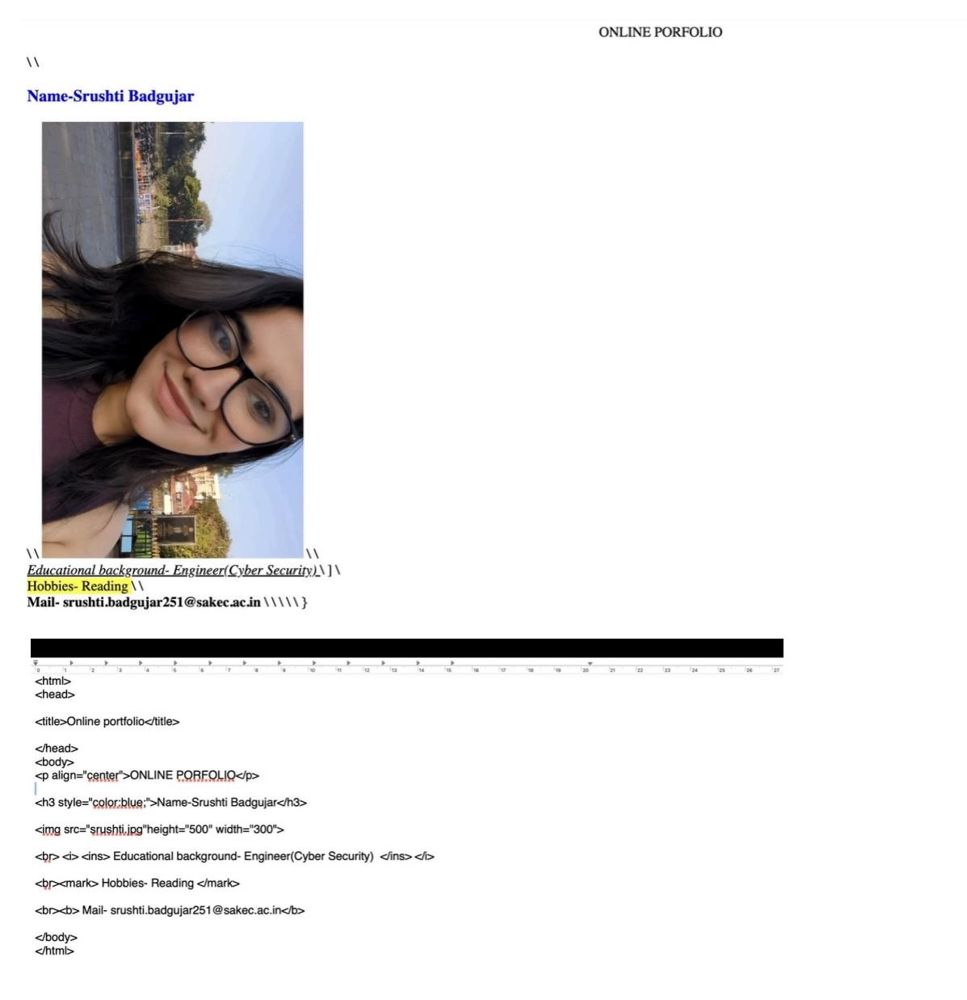 ONLINE PORFOLIO
\\
Name-Srushti Badgujar
\\ \\
Educational background- Engineer(Cyber Security)\]\
Hobbies- Reading \\
Mail- srushti.badgujar251@sakec.ac.in \\\\\}
0 1 2 3 4 5 6 7 8 9 10 11 12 13 14 15 16 17 18 19 20 21 22 23 24 25 26 27
<html>
<head>
<title>Online portfolio</title>
</head>
<body>
<p align="center">ONLINE PORFOLIO</p>
<h3 style="color:blue;">Name-Srushti Badgujar</h3>
<img src="srushti.jpg"height="500" width="300">
<br> <i> <ins> Educational background- Engineer(Cyber Security)  </ins> </i>
<br><mark> Hobbies- Reading </mark>
<br><b> Mail- srushti.badgujar251@sakec.ac.in</b>
</body>
</html>